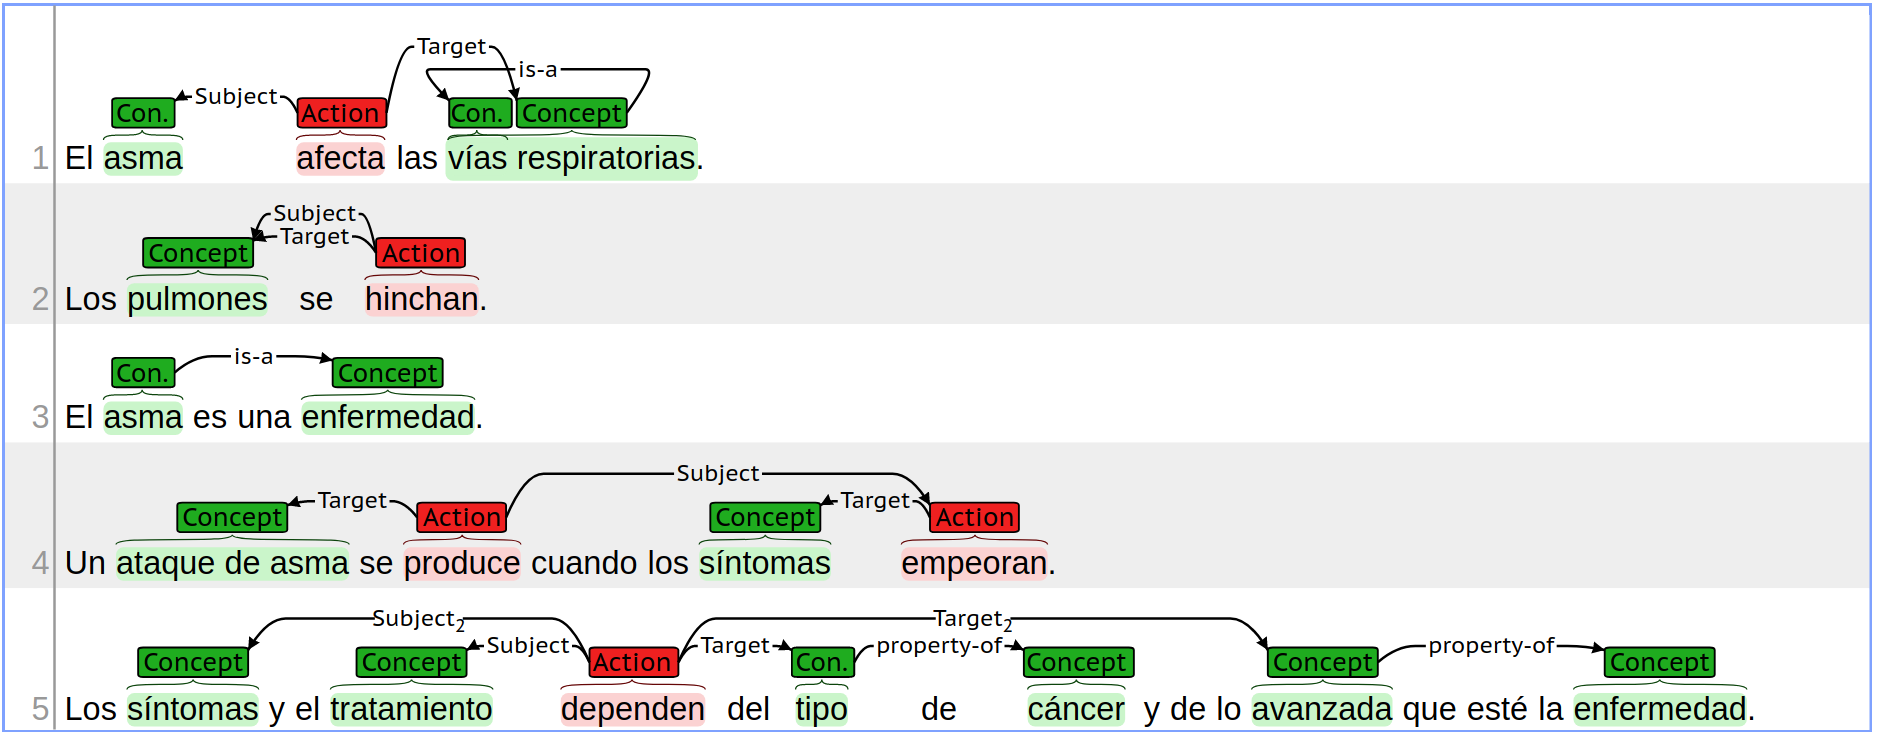 Target
is-a
Subject
Con. Action Con. Concept
1 El asma afecta las vías respiratorias.
Subject
Target
Concept Action
2 Los pulmones se hinchan.
is-a
Con. Concept
3 El asma es una enfermedad.
Subject
Target Target
Concept Action Concept Action
4 Un ataque de asma se produce cuando los síntomas empeoran.
Subject2 Target2
Subject Target property-of property-of
Concept Concept Action Con. Concept Concept Concept
5 Los síntomas y el tratamiento dependen del tipo de cáncer y de lo avanzada que esté la enfermedad.